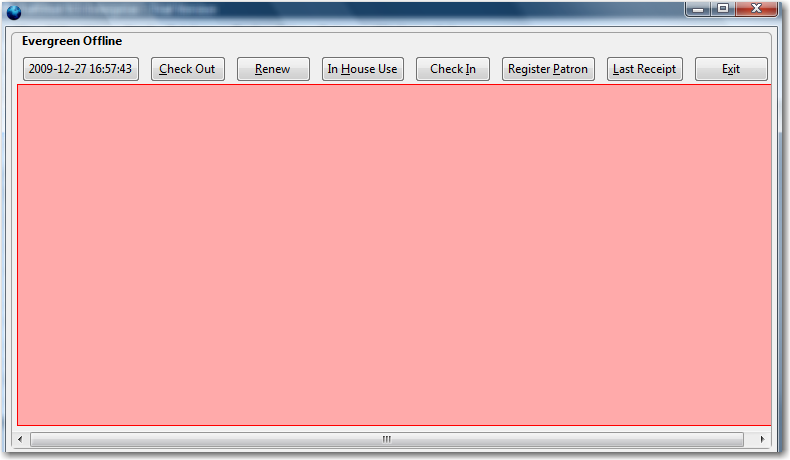 Evergreen Offline
2009-12-27 16:57:43 Check Out Renew In House Use Check In Register Patron Last Receipt Exit